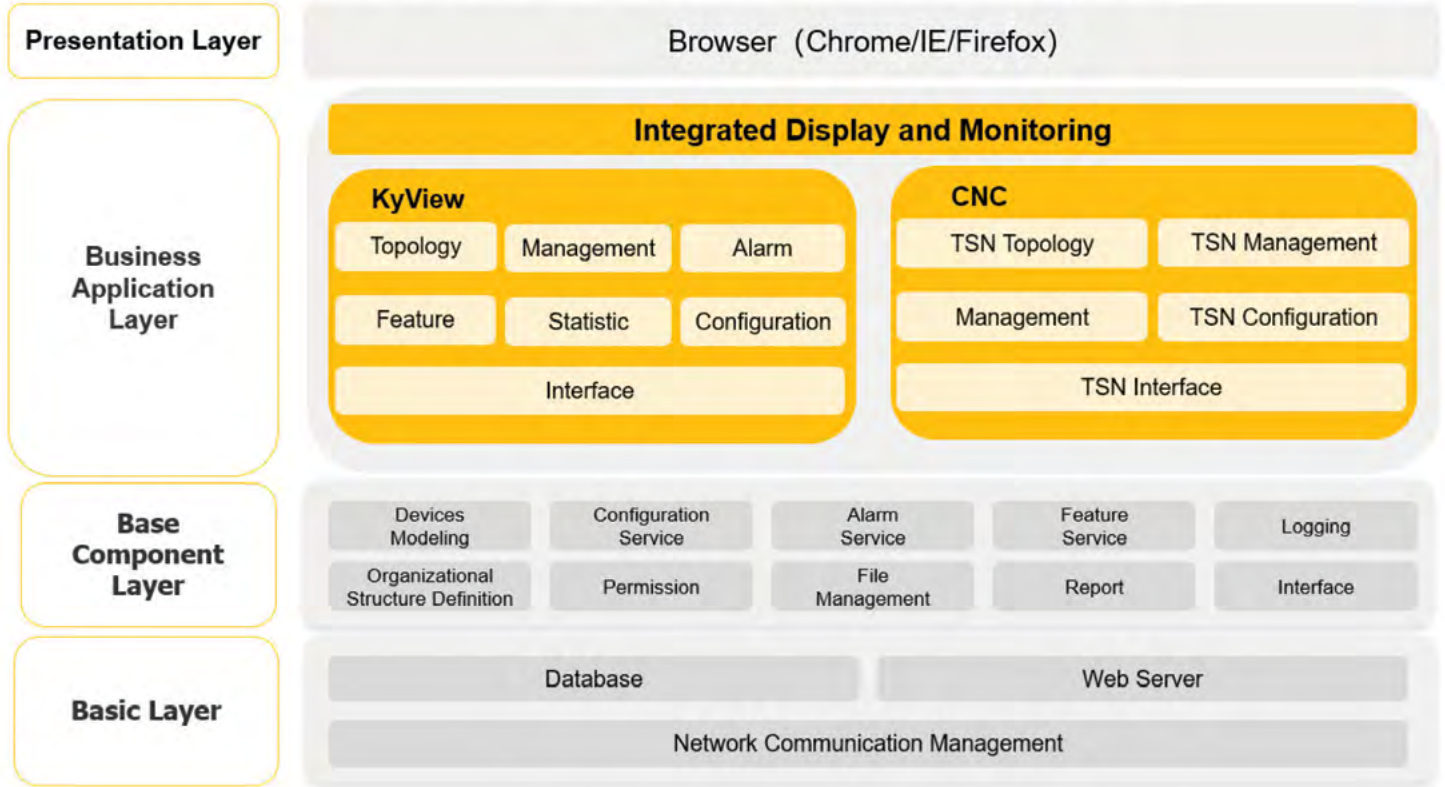 Presentation Layer
Browser (Chrome/IE/Firefox)
Business
Application
Layer
Integrated Display and Monitoring
KyView
Topology
Management
Alarm
Feature
Statistic
Configuration
Interface
CNC
TSN Topology
TSN Management
Management
TSN Configuration
TSN Interface
Base
Component
Layer
Devices
Modeling
Configuration
Service
Alarm
Service
Feature
Service
Logging
Organizational
Structure Definition
Permission
File
Management
Report
Interface
Basic Layer
Database
Web Server
Network Communication Management